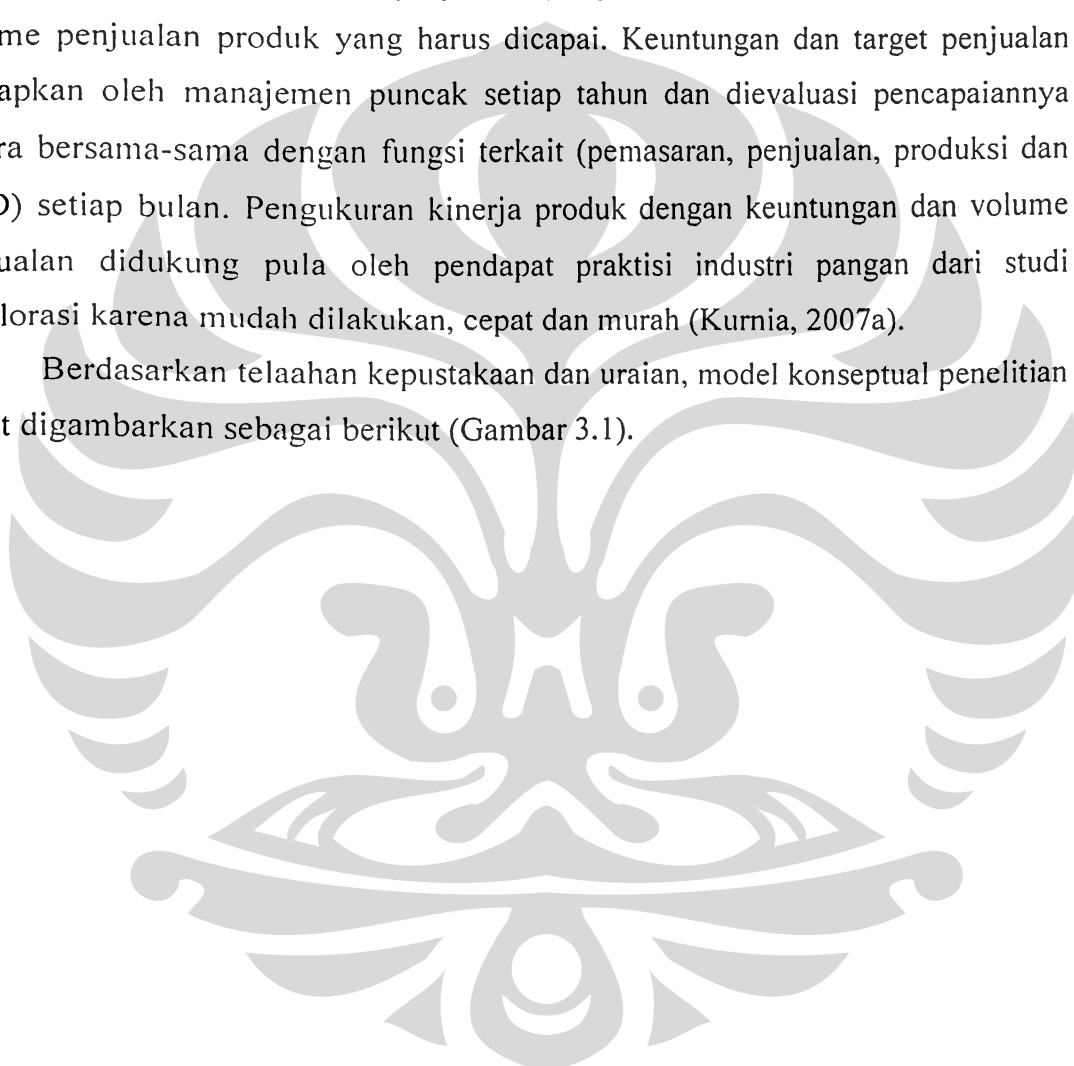 me penjualan produk yang harus dicapai. Keuntungan dan target penjualan
apkan oleh manajemen puncak setiap tahun dan dievaluasi pencapaiannya
ra bersama-sama dengan fungsi terkait (pemasaran, penjualan, produksi dan
) setiap bulan. Pengukuran kinerja produk dengan keuntungan dan volume
ualan didukung pula oleh pendapat praktisi industri pangan dari studi
lorasi karena mudah dilakukan, cepat dan murah (Kurnia, 2007a).
Berdasarkan telaahan kepustakaan dan uraian, model konseptual penelitian
t digambarkan sebagai berikut (Gambar 3.1).